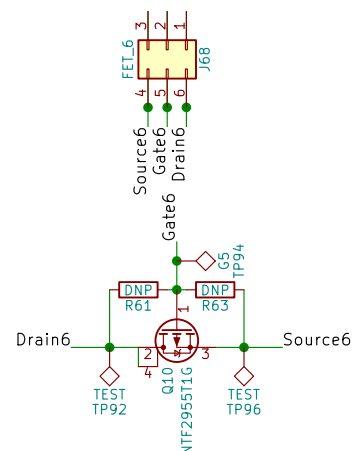 3 2 1
FET_6
J68
4 5 6
Source6
Gate6
Drain6
Gate6
G5
TP94
DNP
R61
DNP
R63
1
Drain6
2
4
3
Source6
Q10
NTF2955T1G
TEST
TP92
TEST
TP96